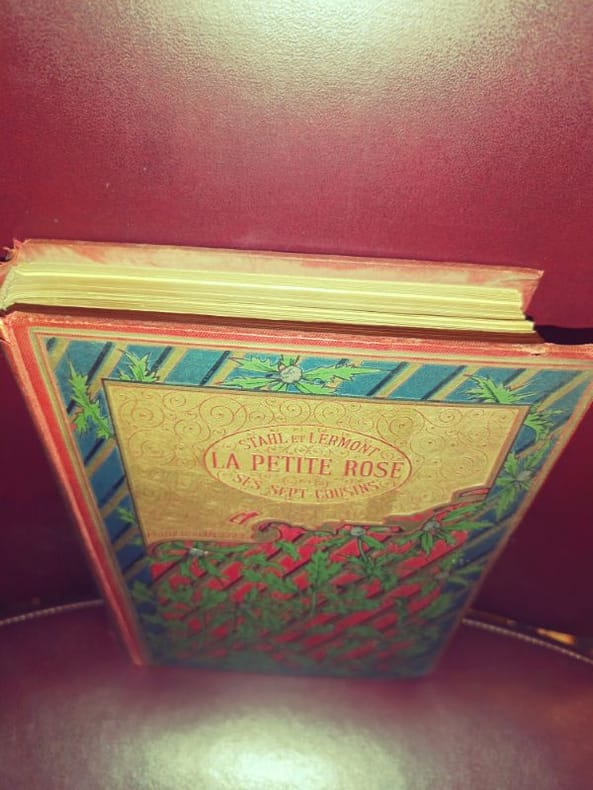 STAHL ET LERMONT
LA PETITE ROSE
SES SEPT COUSINS